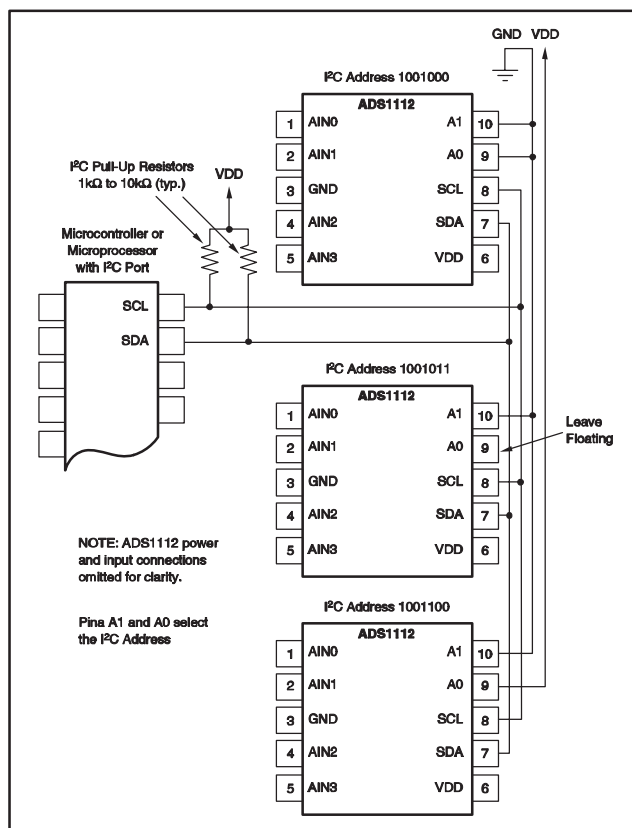 GND VDD
I²C Address 1001000
ADS1112
1 AIN0 A1 10
2 AIN1 A0 9
3 GND SCL 8
4 AIN2 SDA 7
5 AIN3 VDD 6
I²C Pull-Up Resistors
1kΩ to 10kΩ (typ.)
VDD
Microcontroller or
Microprocessor
with I²C Port
SCL
SDA
I²C Address 1001011
ADS1112
1 AIN0 A1 10
2 AIN1 A0 9
3 GND SCL 8
4 AIN2 SDA 7
5 AIN3 VDD 6
Leave
Floating
NOTE: ADS1112 power
and input connections
omitted for clarity.
Pina A1 and A0 select
the I²C Address
I²C Address 1001100
ADS1112
1 AIN0 A1 10
2 AIN1 A0 9
3 GND SCL 8
4 AIN2 SDA 7
5 AIN3 VDD 6